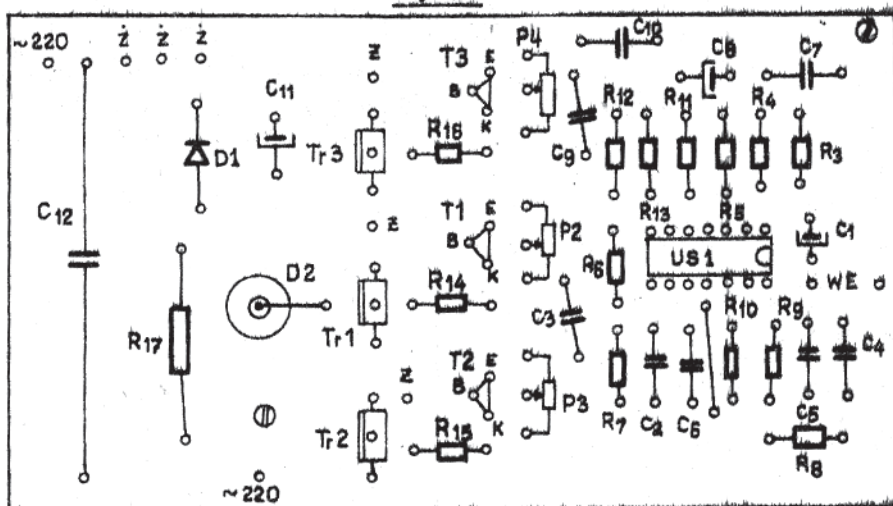 ~220 Ż Ż Ż
C11
Z
T3
E
B
K
P4
C10
C8
C7
2
R12
R11
R4
D1
Tr3
R16
C9
R3
C12
Z
T1
E
B
K
P2
R13
R5
C1
US1
R6
WE
D2
R14
C3
R10
R9
R17
Tr1
T2
E
B
K
C4
Z
P3
Tr2
R15
R7
C2
C6
C5
R8
~220